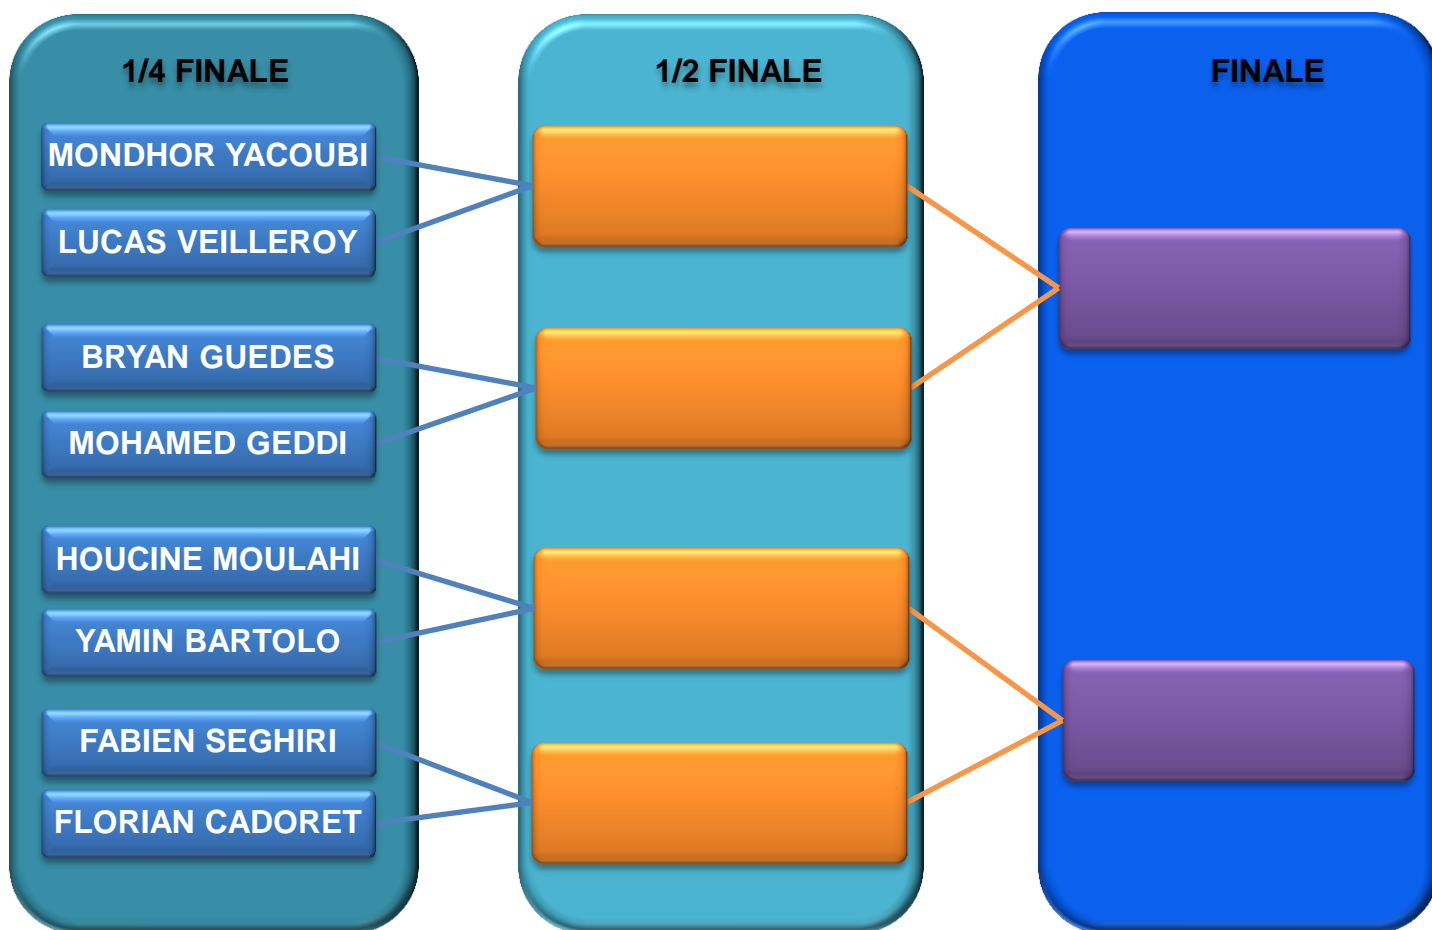 1/4 FINALE
MONDHOR YACOUBI
LUCAS VEILLEROY
BRYAN GUEDES
MOHAMED GEDDI
HOUCINE MOULAHI
YAMIN BARTOLO
FABIEN SEGHIRI
FLORIAN CADORET
1/2 FINALE
FINALE